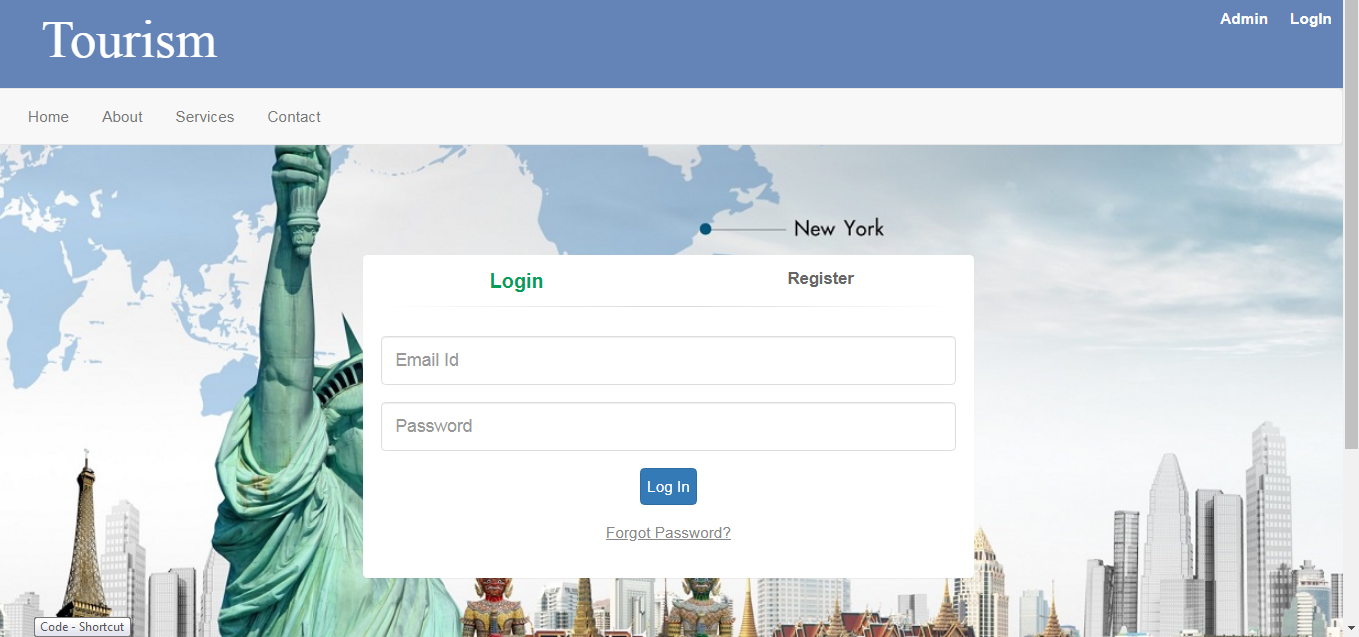 Tourism
Admin LogIn
Home About Services Contact
New York
Login Register
Email Id
Password
Log In
Forgot Password?
Code - Shortcut